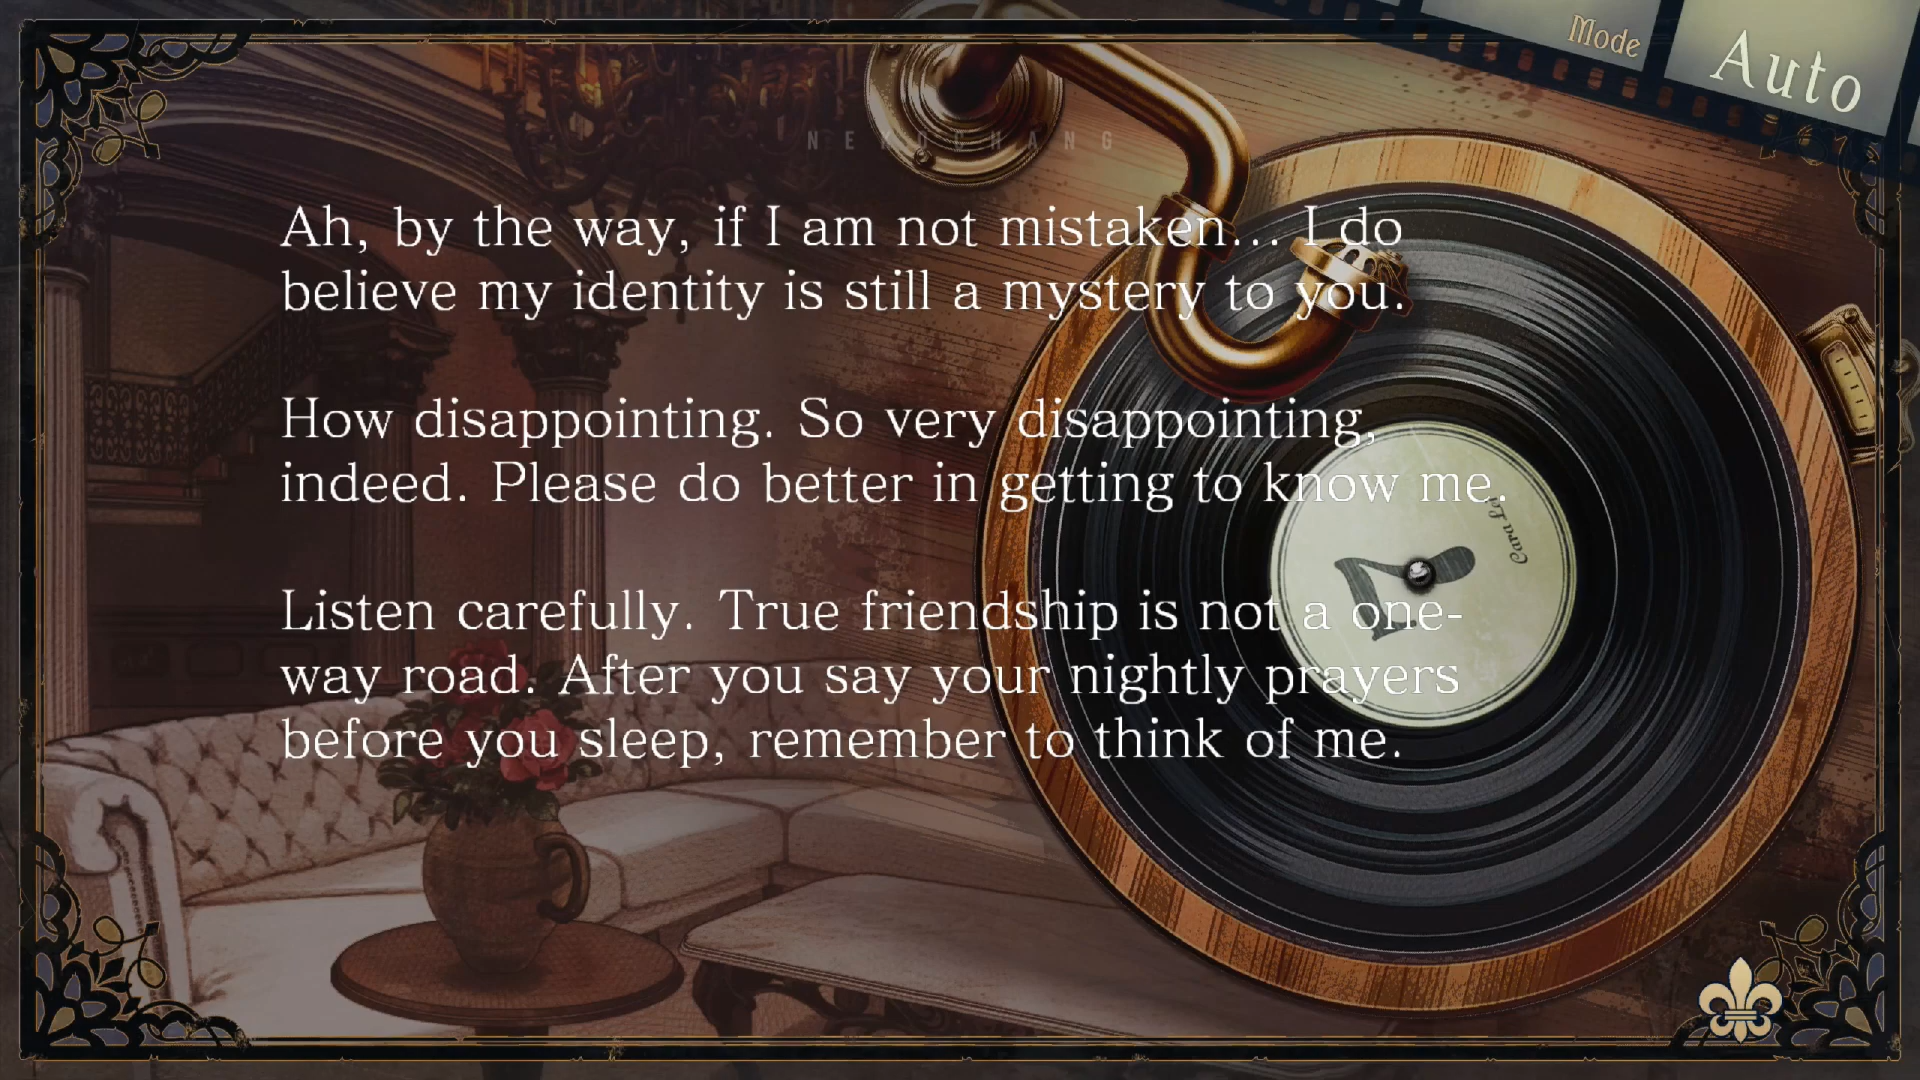 Mode
Auto
NEKOCHANG
Ah, by the way, if I am not mistaken... I do
believe my identity is still a mystery to you.
How disappointing. So very disappointing,
indeed. Please do better in getting to know me.
Listen carefully. True friendship is not a one-
way road. After you say your nightly prayers
before you sleep, remember to think of me.
7